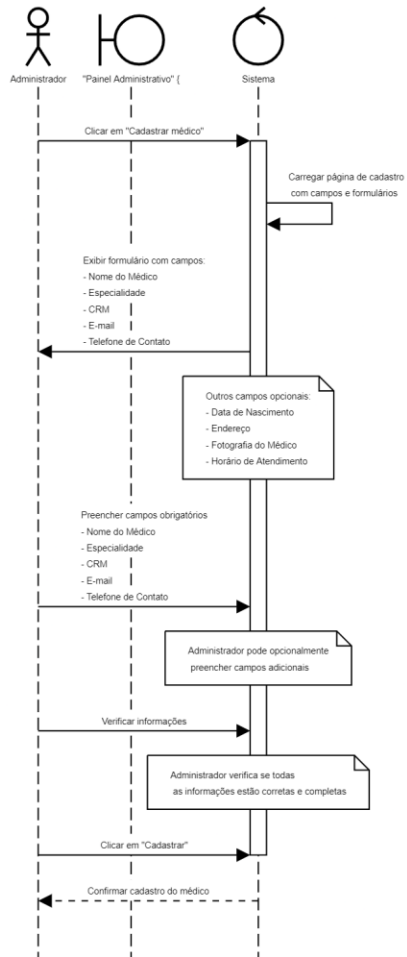 Administrador
"Painel Administrativo" (
Sistema
Clicar em "Cadastrar médico"
Carregar página de cadastro
com campos e formulários
Exibir formulário com campos:
- Nome do Médico
- Especialidade
- CRM
- E-mail
- Telefone de Contato
Outros campos opcionais:
- Data de Nascimento
- Endereço
- Fotografia do Médico
- Horário de Atendimento
Preencher campos obrigatórios
- Nome do Médico
- Especialidade
- CRM
- E-mail
- Telefone de Contato
Administrador pode opcionalmente
preencher campos adicionais
Verificar informações
Administrador verifica se todas
as informações estão corretas e completas
Clicar em "Cadastrar"
Confirmar cadastro do médico